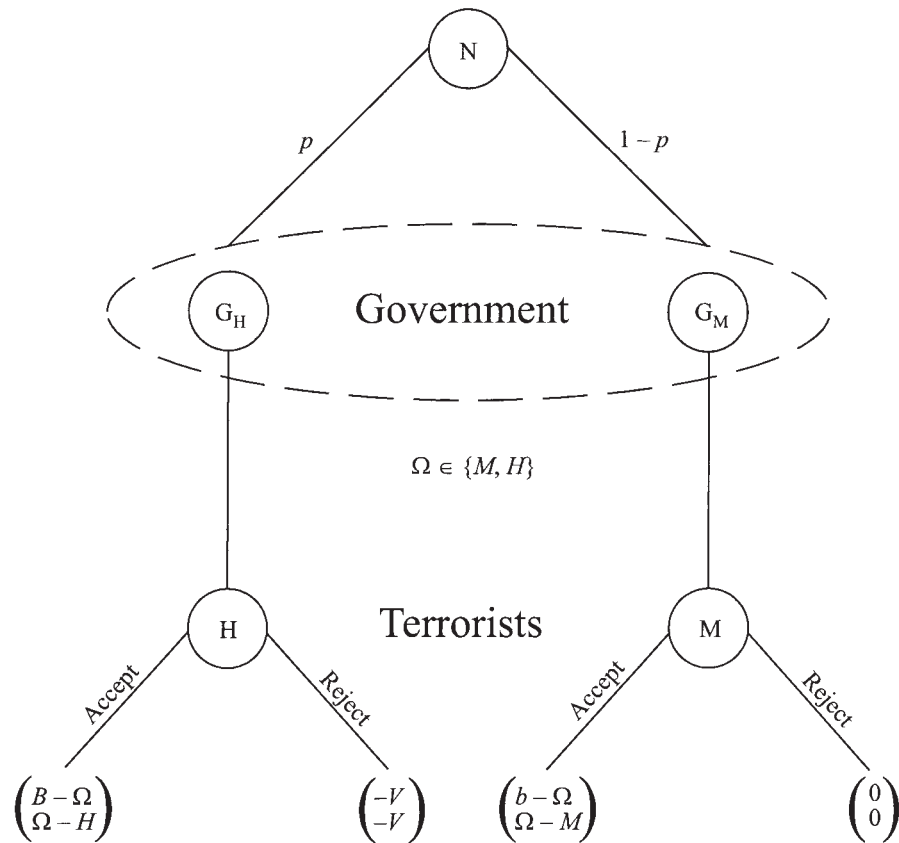 N
p
1 – p
G_H
Government
G_M
Ω ∈ {M, H}
H
Terrorists
M
Accept
Reject
Accept
Reject
(B – Ω
Ω – H)
(–V
–V)
(b – Ω
Ω – M)
(0
0)